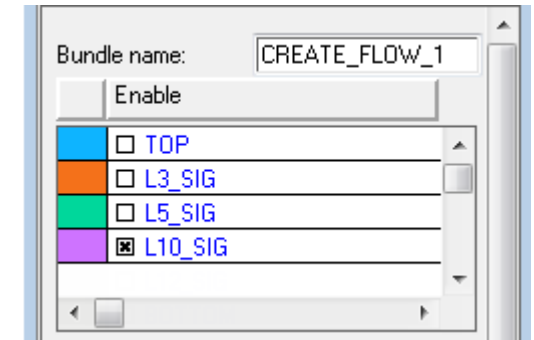 Bundle name: CREATE_FLOW_1
Enable
TOP
L3_SIG
L5_SIG
L10_SIG